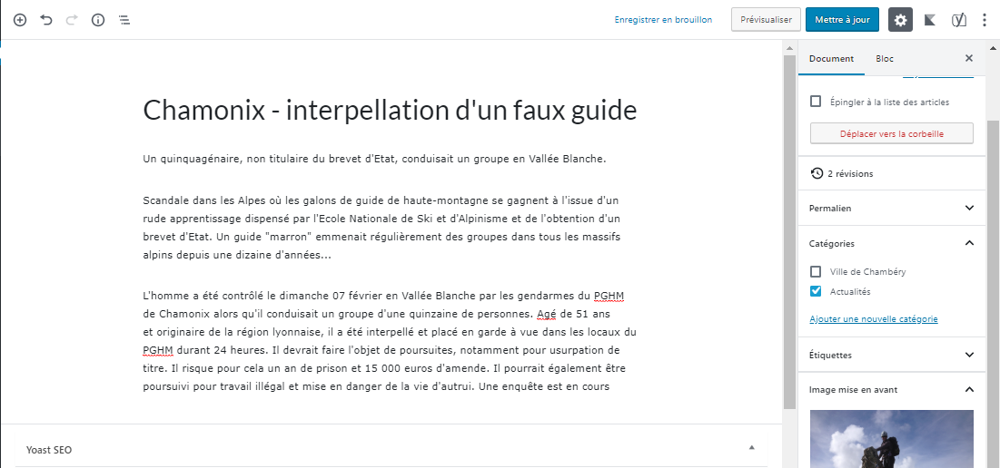 Enregistrer en brouillon
Prévisualiser
Mettre à jour
Document
Bloc
Épingler à la liste des articles
Déplacer vers la corbeille
2 révisions
Permalien
Catégories
Ville de Chambéry
Actualités
Ajouter une nouvelle catégorie
Étiquettes
Image mise en avant
Chamonix - interpellation d'un faux guide
Un quinquagénaire, non titulaire du brevet d'Etat, conduisait un groupe en Vallée Blanche.
Scandale dans les Alpes où les galons de guide de haute-montagne se gagnent à l'issue d'un
rude apprentissage dispensé par l'Ecole Nationale de Ski et d'Alpinisme et de l'obtention d'un
brevet d'Etat. Un guide "marron" emmenait régulièrement des groupes dans tous les massifs
alpins depuis une dizaine d'années...
L'homme a été contrôlé le dimanche 07 février en Vallée Blanche par les gendarmes du PGHM
de Chamonix alors qu'il conduisait un groupe d'une quinzaine de personnes. Agé de 51 ans
et originaire de la région lyonnaise, il a été interpellé et placé en garde à vue dans les locaux du
PGHM durant 24 heures. Il devrait faire l'objet de poursuites, notamment pour usurpation de
titre. Il risque pour cela un an de prison et 15 000 euros d'amende. Il pourrait également être
poursuivi pour travail illégal et mise en danger de la vie d'autrui. Une enquête est en cours
Yoast SEO